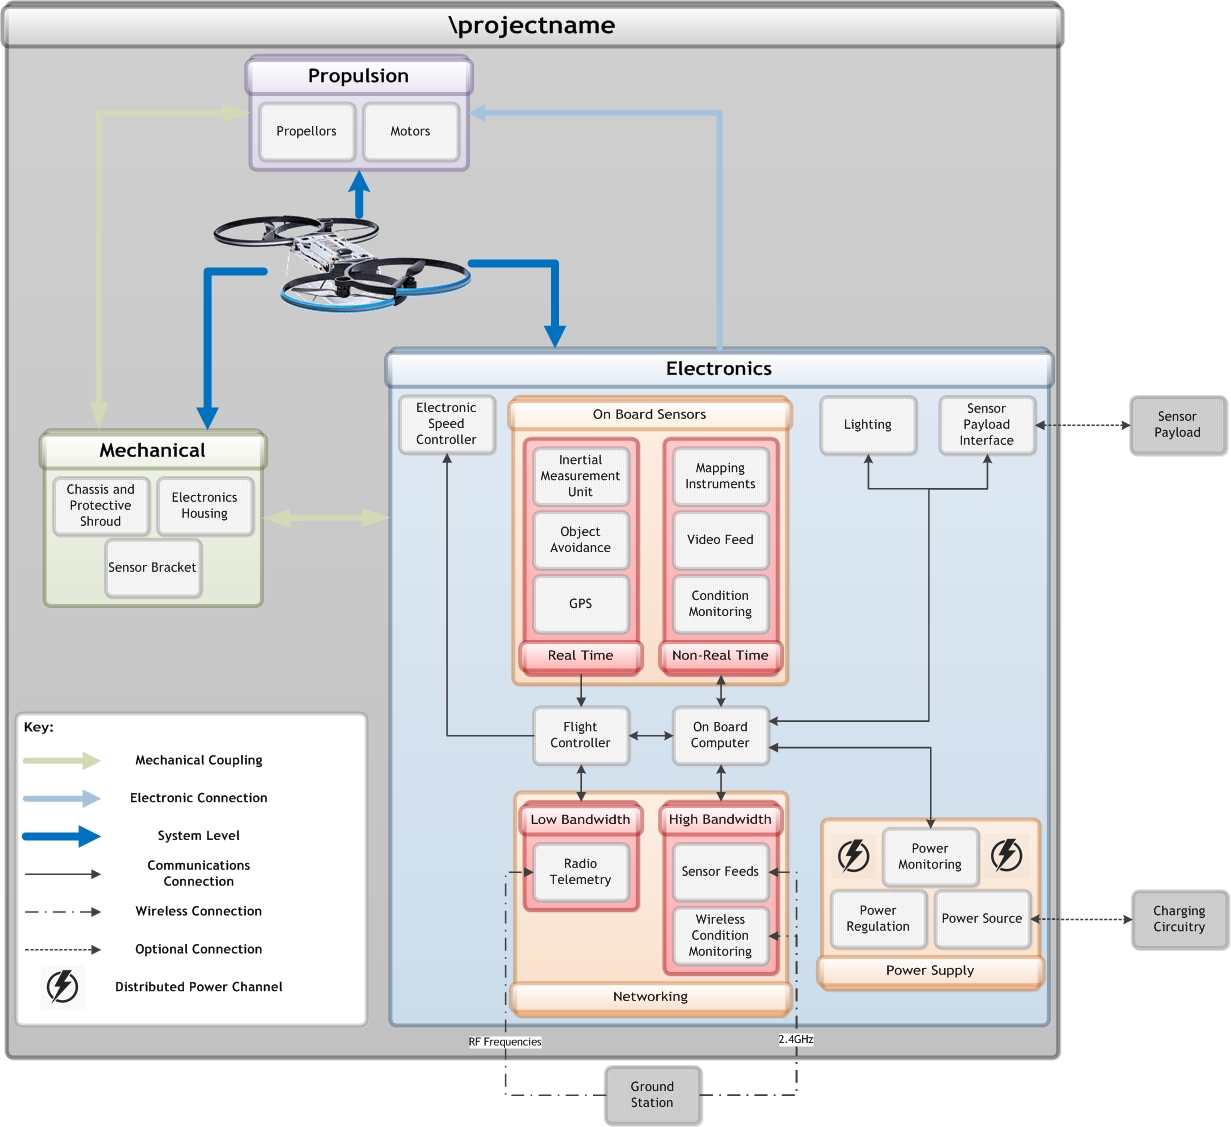 \projectname
Propulsion
Propellors
Motors
Electronics
Electronic
Speed
Controller
On Board Sensors
Inertial
Measurement
Unit
Object
Avoidance
GPS
Real Time
Mapping
Instruments
Video Feed
Condition
Monitoring
Non-Real Time
Lighting
Sensor
Payload
Interface
Sensor
Payload
Mechanical
Chassis and
Protective
Shroud
Electronics
Housing
Sensor Bracket
Flight
Controller
On Board
Computer
Low Bandwidth
Radio
Telemetry
High Bandwidth
Sensor Feeds
Wireless
Condition
Monitoring
Networking
Power
Monitoring
Power
Regulation
Power Source
Power Supply
Charging
Circuitry
Key:
Mechanical Coupling
Electronic Connection
System Level
Communications
Connection
Wireless Connection
Optional Connection
Distributed Power Channel
RF Frequencies
2.4GHz
Ground
Station